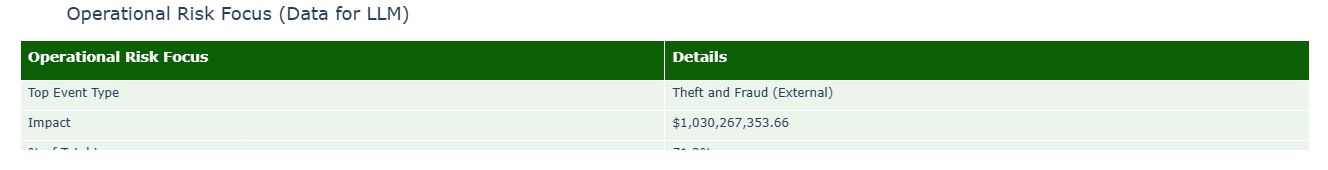 Operational Risk Focus (Data for LLM)
Operational Risk Focus Details
Top Event Type Theft and Fraud (External)
Impact $1,030,267,353.66